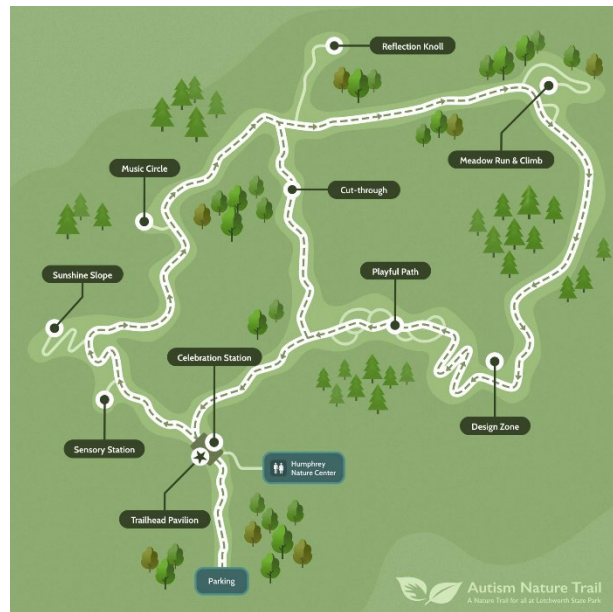 Reflection Knoll
Meadow Run & Climb
Music Circle
Cut-through
Sunshine Slope
Playful Path
Celebration Station
Sensory Station
Design Zone
Humphrey
Nature Center
Trailhead Pavilion
Parking
Autism Nature Trail
A Nature Trail for all at Letchworth State Park